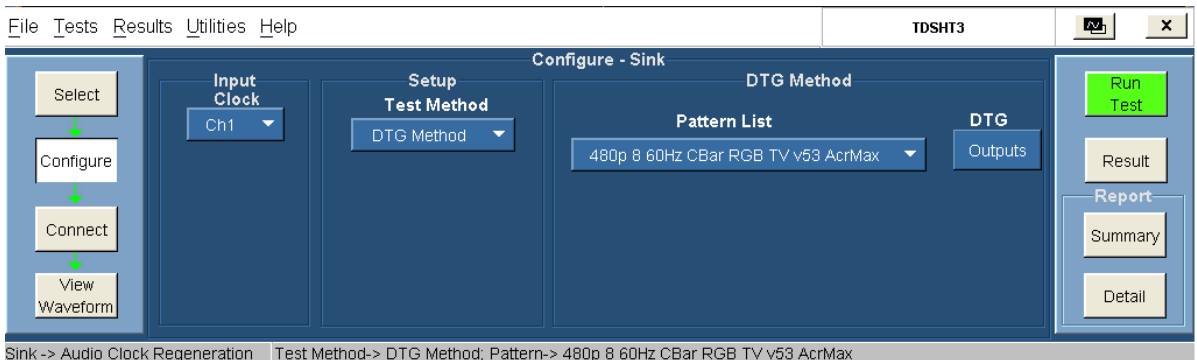 File Tests Results Utilities Help
TDSHT3
x
Select
Configure
Connect
View
Waveform
Configure - Sink
Input
Clock
Ch1
Setup
Test Method
DTG Method
DTG Method
Pattern List
480p 8 60Hz CBar RGB TV v53 AcrMax
DTG
Outputs
Run
Test
Result
Report
Summary
Detail
Sink -> Audio Clock Regeneration Test Method-> DTG Method; Pattern-> 480p 8 60Hz CBar RGB TV v53 AcrMax